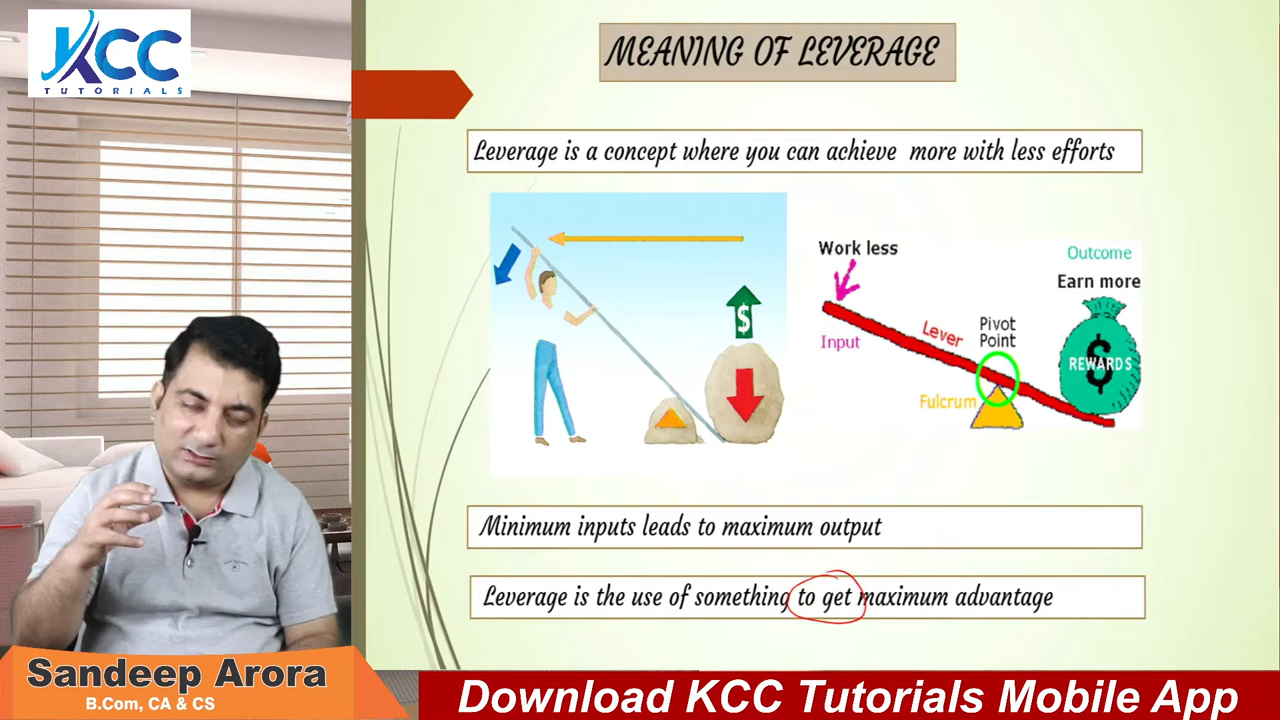 KCC
TUTORIALS
MEANING OF LEVERAGE
Leverage is a concept where you can achieve more with less efforts
$
Work less
Input
Lever
Pivot
Point
Fulcrum
Outcome
Earn more
REWARDS
$
Minimum inputs leads to maximum output
Leverage is the use of something to get maximum advantage
Sandeep Arora
B.Com, CA & CS
Download KCC Tutorials Mobile App